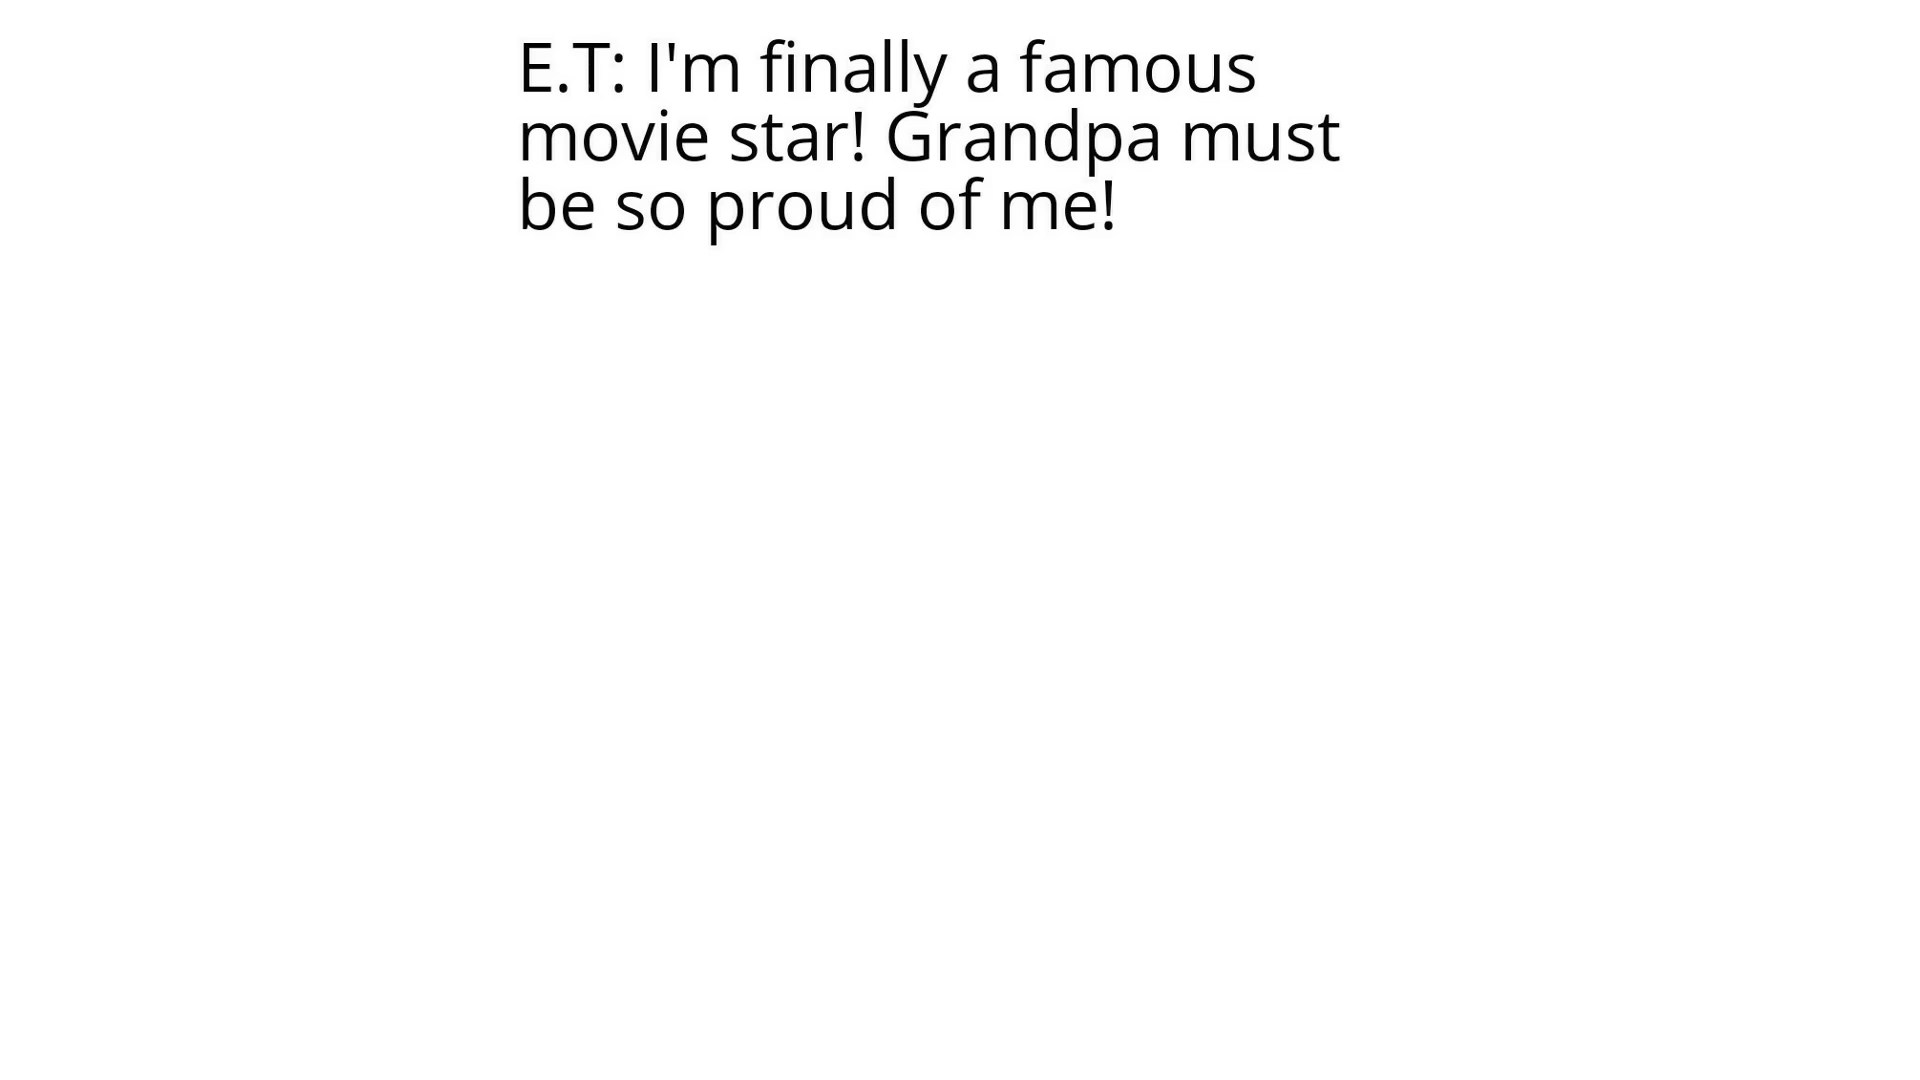 E.T: I'm finally a famous
movie star! Grandpa must
be so proud of me!